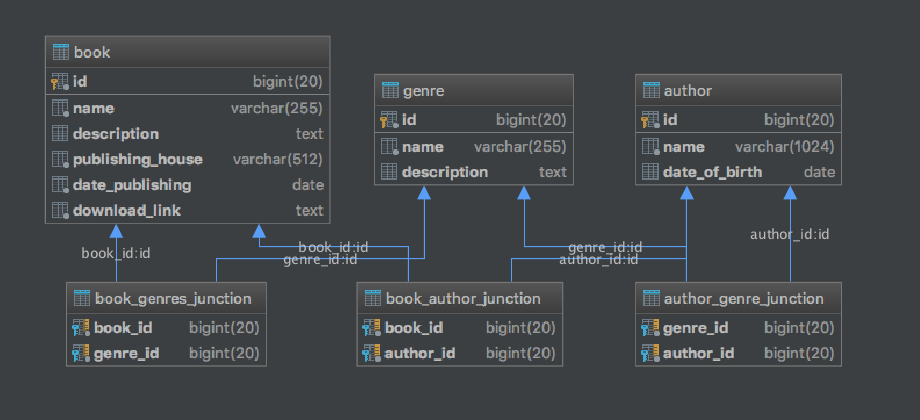 book
id bigint(20)
name varchar(255)
description text
publishing_house varchar(512)
date_publishing date
download_link text
genre
id bigint(20)
name varchar(255)
description text
author
id bigint(20)
name varchar(1024)
date_of_birth date
book_id:id
book_id:id
genre_id:id
genre_id:id
author_id:id
author_id:id
book_genres_junction
book_id bigint(20)
genre_id bigint(20)
book_author_junction
book_id bigint(20)
author_id bigint(20)
author_genre_junction
genre_id bigint(20)
author_id bigint(20)